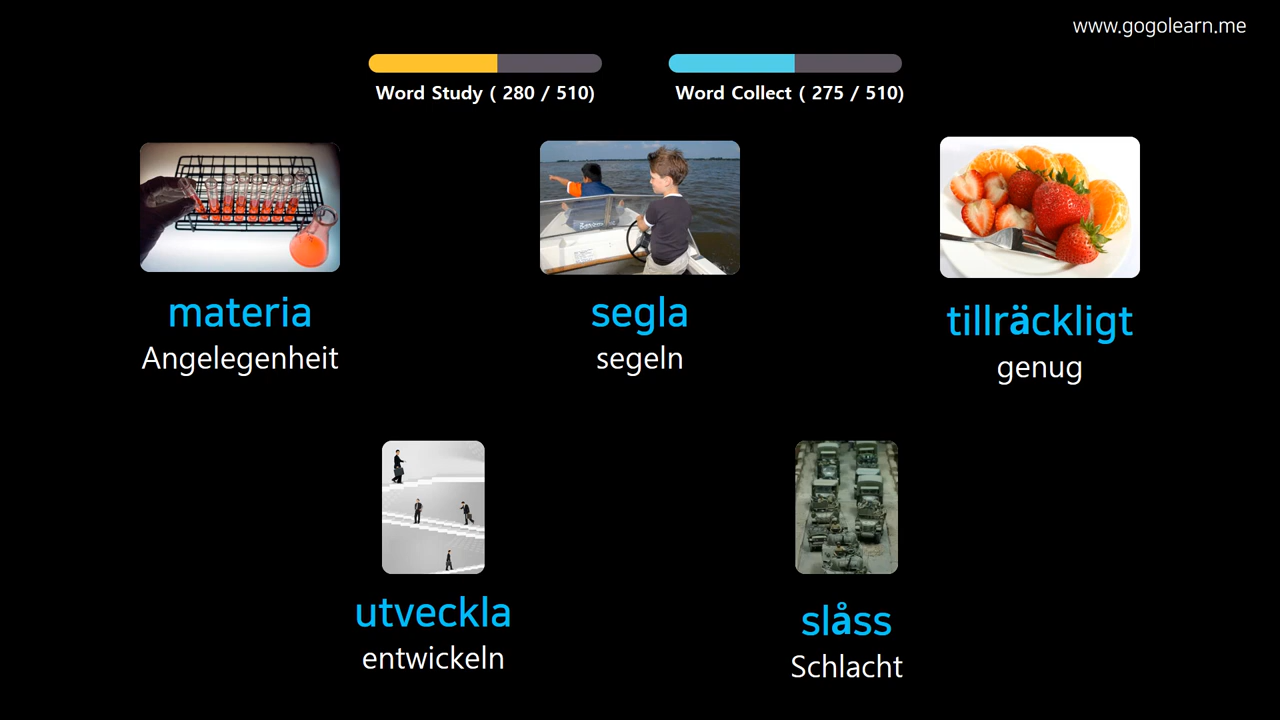 www.gogolearn.me
Word Study ( 280 / 510)
Word Collect ( 275 / 510)
materia
Angelegenheit
segla
segeln
tillräckligt
genug
utveckla
entwickeln
slåss
Schlacht